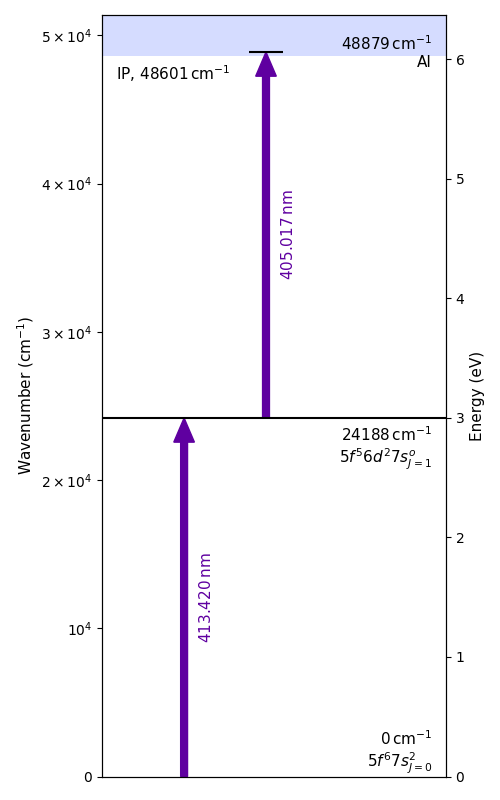 5 × 10⁴
4 × 10⁴
3 × 10⁴
2 × 10⁴
10⁴
0
Wavenumber (cm⁻¹)
48879 cm⁻¹
AI
IP, 48601 cm⁻¹
405.017 nm
24188 cm⁻¹
5f⁵6d²7s°_{J=1}
413.420 nm
0 cm⁻¹
5f⁶7s²_{J=0}
6
5
4
3
2
1
0
Energy (eV)